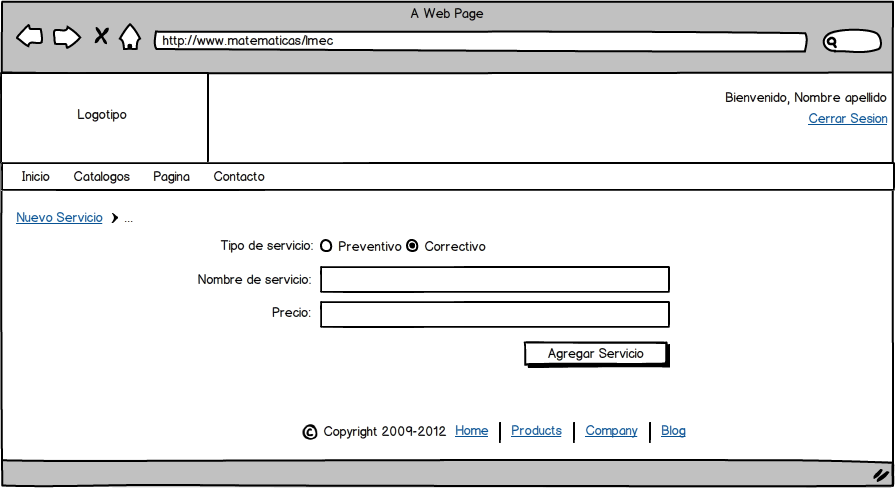 A Web Page
http://www.matematicas/lmec
Logotipo
Bienvenido, Nombre apellido
Cerrar Sesion
Inicio Catalogos Pagina Contacto
Nuevo Servicio ...
Tipo de servicio: Preventivo Correctivo
Nombre de servicio:
Precio:
Agregar Servicio
© Copyright 2009-2012 Home | Products | Company | Blog